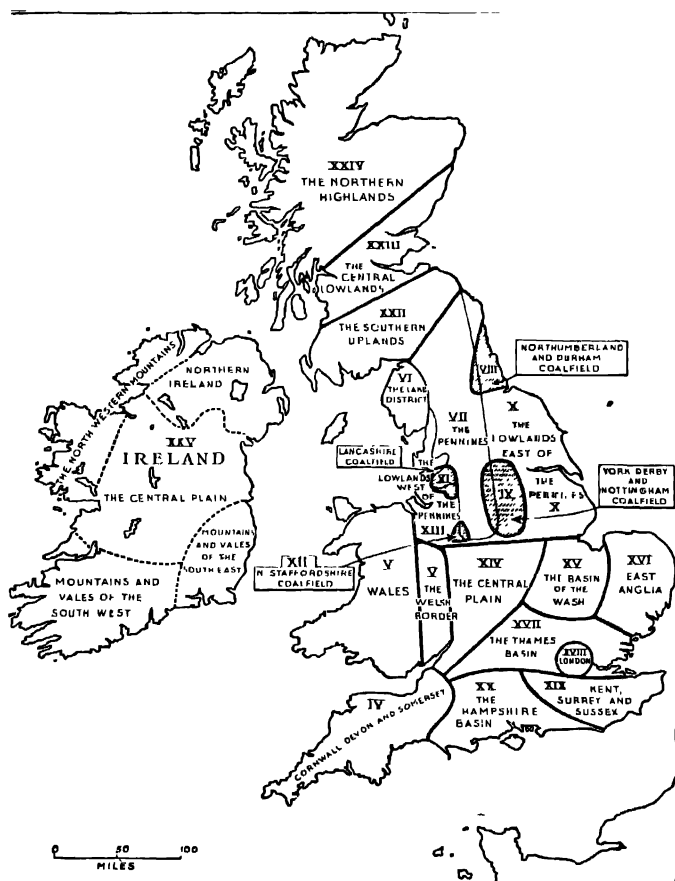 XXIV
THE NORTHERN
HIGHLANDS
XXIII
THE
CENTRAL
LOWLANDS
XXII
THE SOUTHERN
UPLANDS
NORTHUMBERLAND
AND DURHAM
COALFIELD
VIII
THE NORTH WESTERN MOUNTAINS
NORTHERN
IRELAND
VI
THE LAKE
DISTRICT
VII
THE
PENNINES
X
THE
LOWLANDS
EAST OF
THE
PENNINES
X
LANCASHIRE
COALFIELD
XI
THE
LOWLANDS
WEST
OF
THE
PENNINES
XIII
IX
YORK DERBY
AND
NOTTINGHAM
COALFIELD
XXV
IRELAND
THE CENTRAL PLAIN
MOUNTAINS
AND VALES
OF THE
SOUTH EAST
MOUNTAINS AND
VALES OF THE
SOUTH WEST
XII
N STAFFORDSHIRE
COALFIELD
V
WALES
V
THE
WELSH
BORDER
XIV
THE CENTRAL
PLAIN
XV
THE BASIN
OF THE
WASH
XVI
EAST
ANGLIA
XVII
THE THAMES
BASIN
XVIII
LONDON
IV
CORNWALL DEVON AND SOMERSET
XX
THE
HAMPSHIRE
BASIN
XIX
KENT,
SURREY AND
SUSSEX
0 50 100
MILES